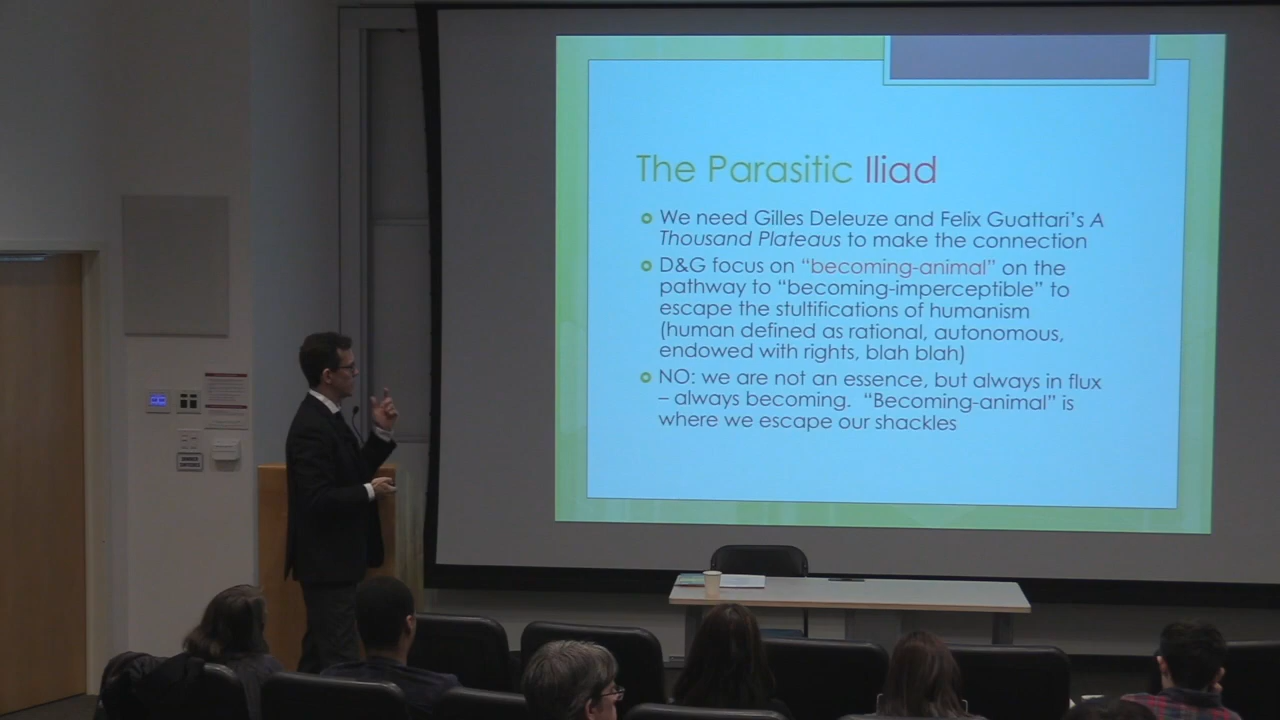 The Parasitic Iliad
We need Gilles Deleuze and Felix Guattari's A
Thousand Plateaus to make the connection
D&G focus on "becoming-animal" on the
pathway to "becoming-imperceptible" to
escape the stultifications of humanism
(human defined as rational, autonomous,
endowed with rights, blah blah)
NO: we are not an essence, but always in flux
– always becoming. "Becoming-animal" is
where we escape our shackles